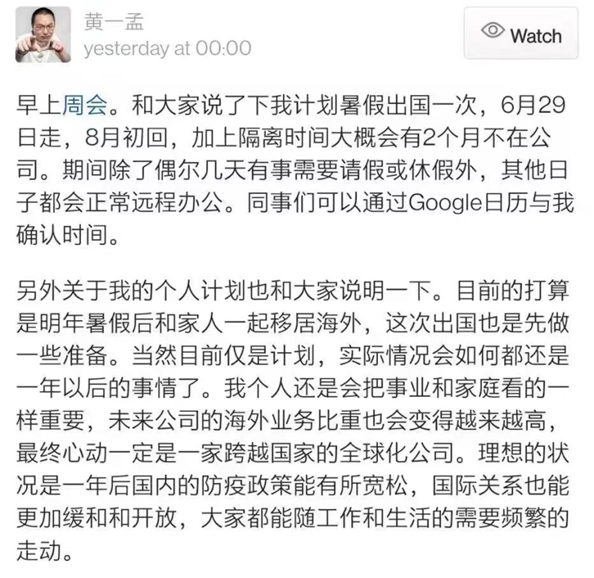 黄一孟
yesterday at 00:00
Watch
早上周会。和大家说了下我计划暑假出国一次，6月29
日走，8月初回，加上隔离时间大概会有2个月不在公
司。期间除了偶尔几天有事需要请假或休假外，其他日
子都会正常远程办公。同事们可以通过Google日历与我
确认时间。
另外关于我的个人计划也和大家说明一下。目前的打算
是明年暑假后和家人一起移居海外，这次出国也是先做
一些准备。当然目前仅是计划，实际情况会如何都还是
一年以后的事情了。我个人还是会把事业和家庭看的一
样重要，未来公司的海外业务比重也会变得越来越高，
最终心动一定是一家跨越国家的全球化公司。理想的状
况是一年后国内的防疫政策能有所宽松，国际关系也能
更加缓和和开放，大家都能随工作和生活的需要频繁的
走动。